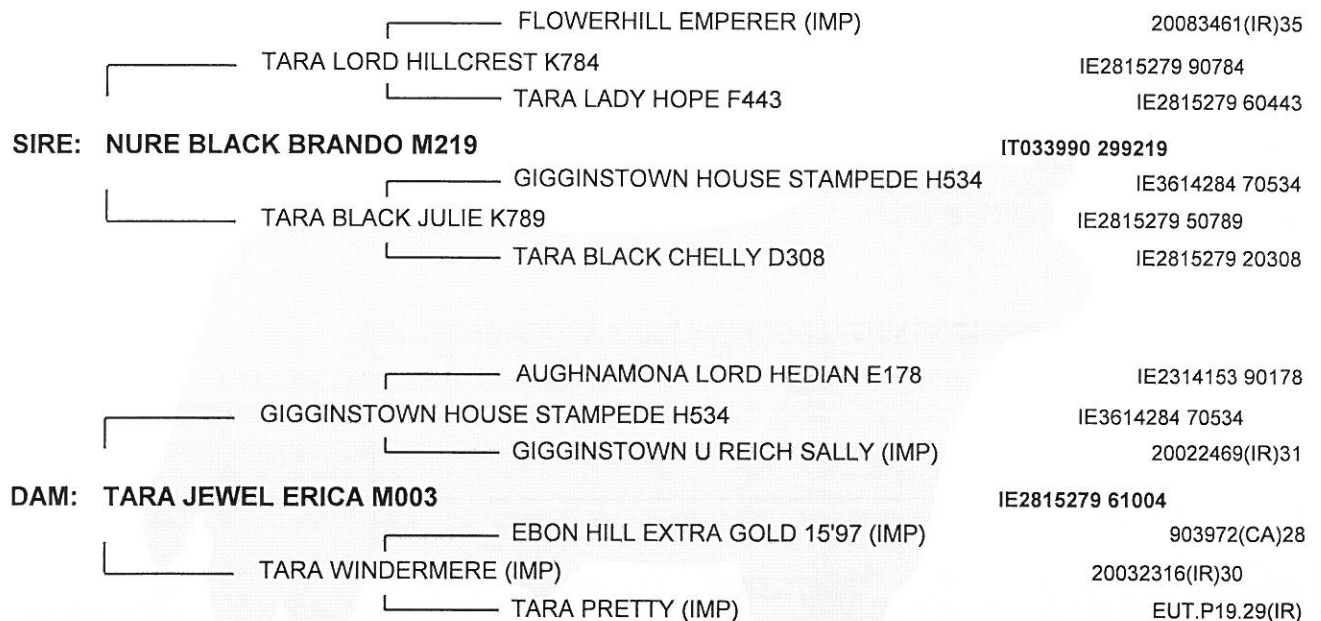 FLOWERHILL EMPERER (IMP) 20083461(IR)35
TARA LORD HILLCREST K784 IE2815279 90784
TARA LADY HOPE F443 IE2815279 60443
SIRE: NURE BLACK BRANDO M219 IT033990 299219
GIGGINSTOWN HOUSE STAMPEDE H534 IE3614284 70534
TARA BLACK JULIE K789 IE2815279 50789
TARA BLACK CHELLY D308 IE2815279 20308
AUGHNAMONA LORD HEDIAN E178 IE2314153 90178
GIGGINSTOWN HOUSE STAMPEDE H534 IE3614284 70534
GIGGINSTOWN U REICH SALLY (IMP) 20022469(IR)31
DAM: TARA JEWEL ERICA M003 IE2815279 61004
EBON HILL EXTRA GOLD 15'97 (IMP) 903972(CA)28
TARA WINDERMERE (IMP) 20032316(IR)30
TARA PRETTY (IMP) EUT.P19.29(IR)